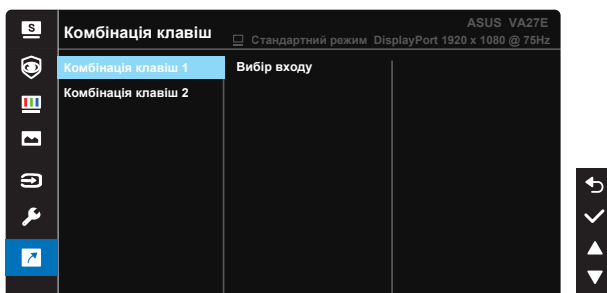 S
Комбінація клавіш
ASUS VA27E
Стандартний режим DisplayPort 1920 x 1080 @ 75Hz
Комбінація клавіш 1
Вибір входу
Комбінація клавіш 2